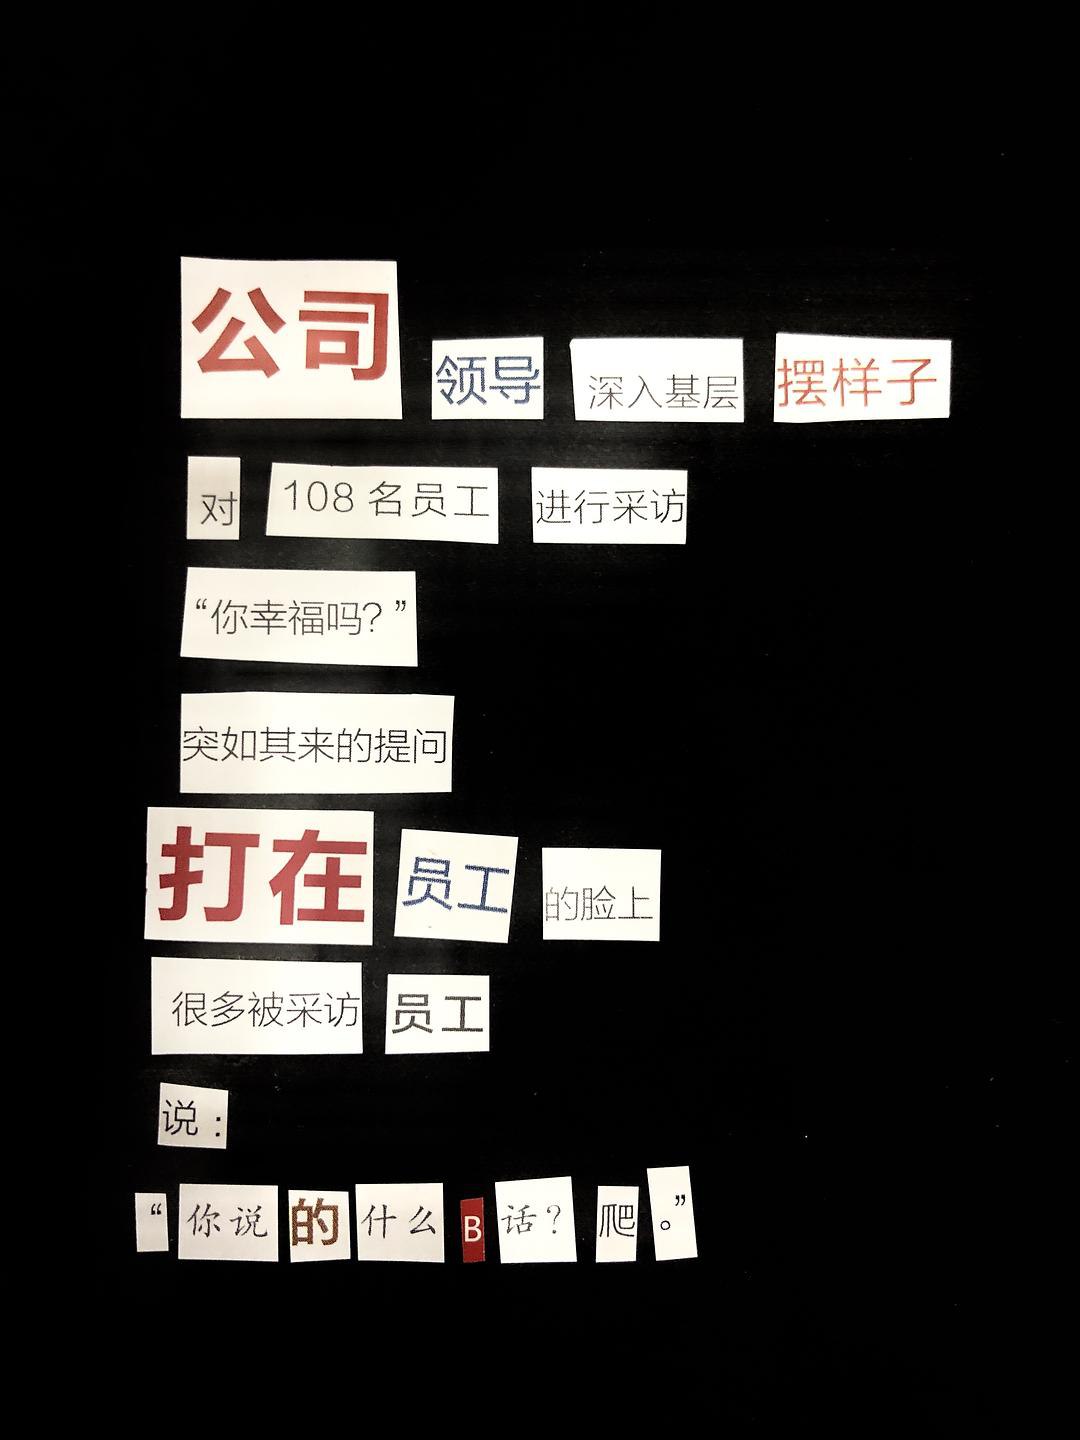 公司 领导 深入基层 摆样子
对 108 名员工 进行采访
“你幸福吗？”
突如其来的提问
打在 员工 的脸上
很多被采访 员工
说：
“ 你说 的 什么 B 话？ 爬 。”